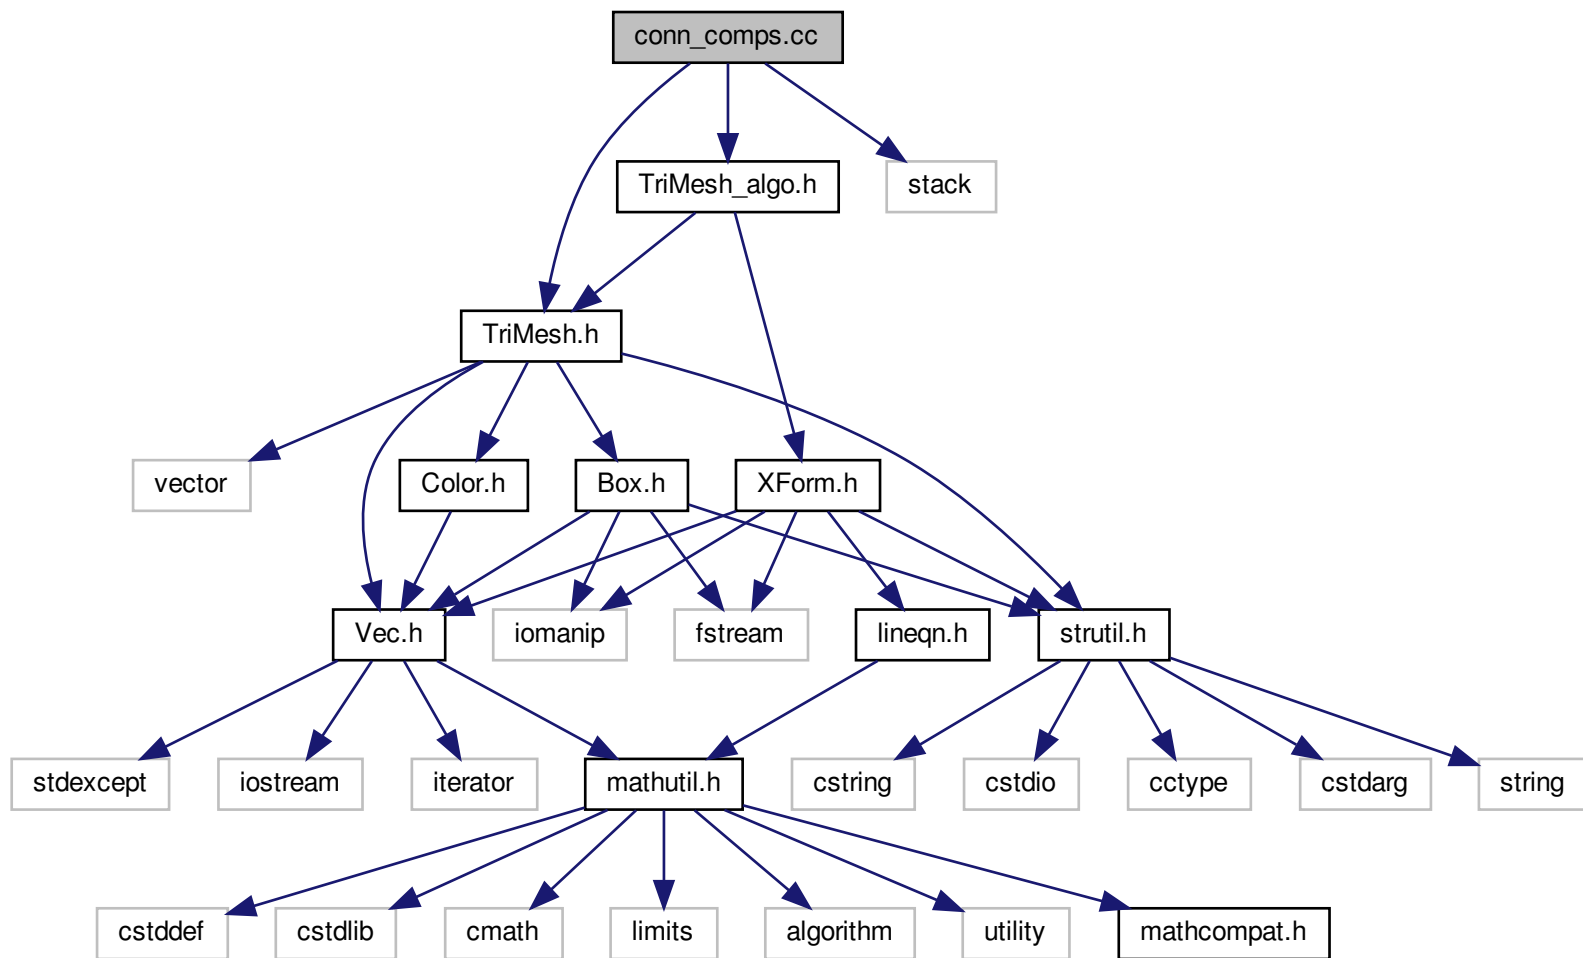 conn_comps.cc
TriMesh_algo.h
stack
TriMesh.h
vector
Color.h
Box.h
XForm.h
Vec.h
iomanip
fstream
lineqn.h
strutil.h
stdexcept
iostream
iterator
mathutil.h
cstring
cstdio
cctype
cstdarg
string
cstddef
cstdlib
cmath
limits
algorithm
utility
mathcompat.h